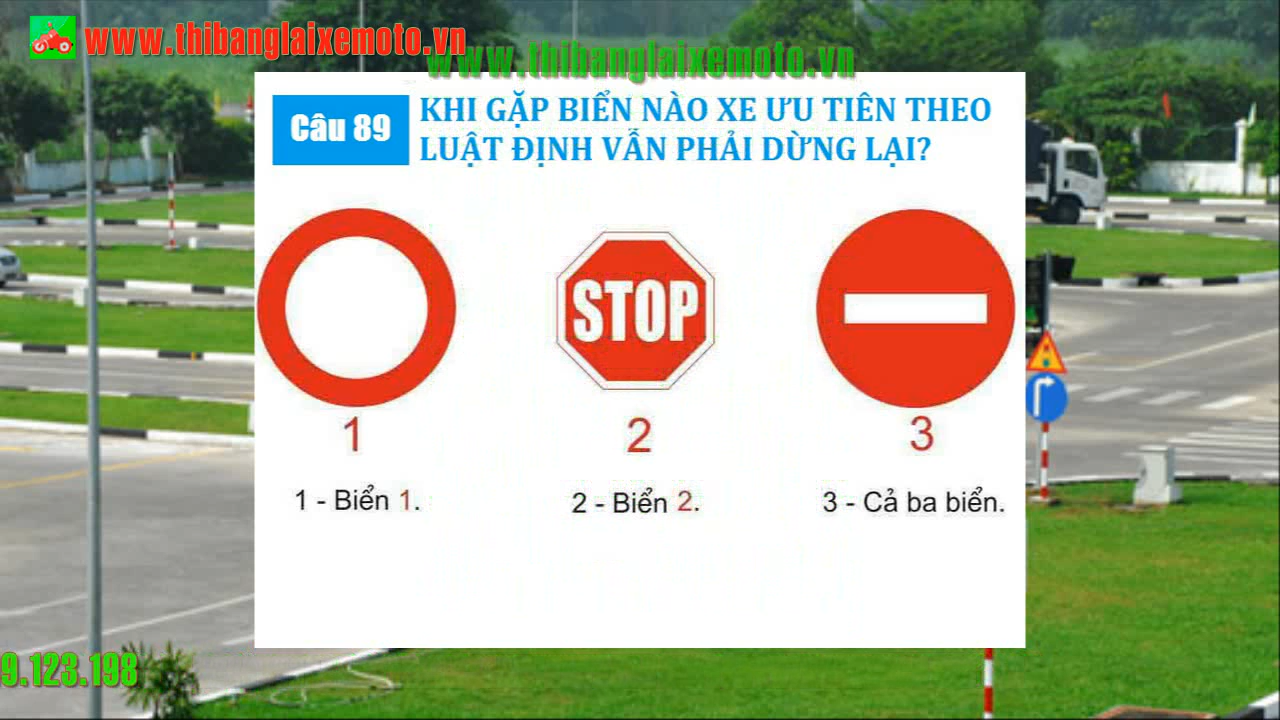 www.thibanglaixemoto.vn
www.thibanglaixemoto.vn
Câu 89
KHI GẶP BIỂN NÀO XE ƯU TIÊN THEO
LUẬT ĐỊNH VẪN PHẢI DỪNG LẠI?
STOP
1
2
3
1 - Biển 1.
2 - Biển 2.
3 - Cả ba biển.
9.123.198